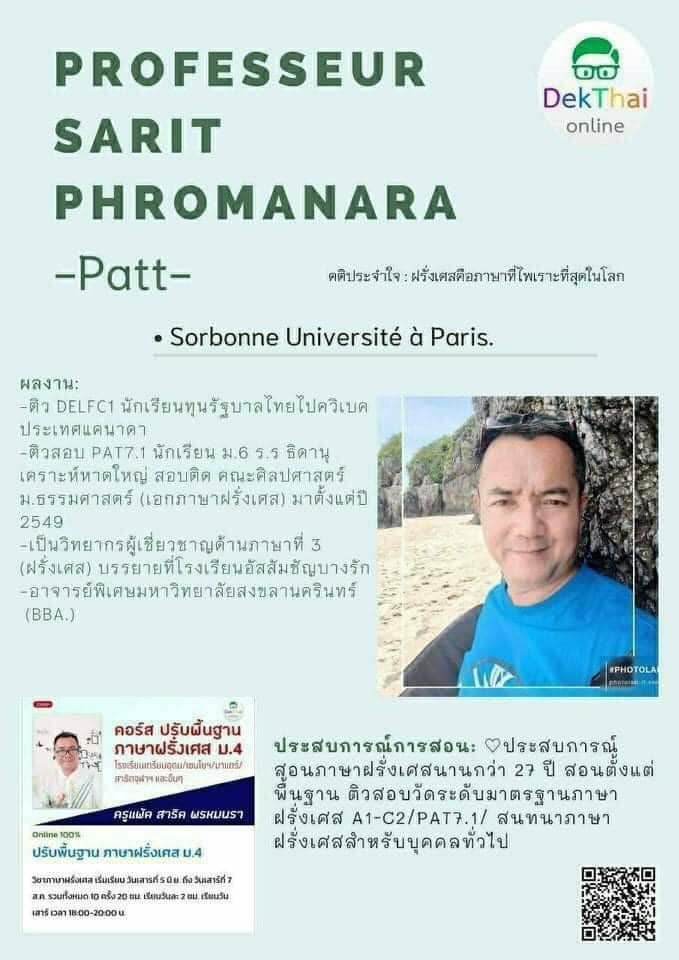 PROFESSEUR
SARIT
PHROMANARA
DekThai
online
-Patt-
คติประจำใจ : ฝรั่งเศสคือภาษาที่ไพเราะที่สุดในโลก
• Sorbonne Université à Paris.
ผลงาน:
-ติว DELFC1 นักเรียนทุนรัฐบาลไทยไปควิเบค
ประเทศแคนาดา
-ติวสอบ PAT7.1 นักเรียน ม.6 ร.ร ธิดานุ
เคราะห์หาดใหญ่ สอบติด คณะศิลปศาสตร์
ม.ธรรมศาสตร์ (เอกภาษาฝรั่งเศส) มาตั้งแต่ปี
2549
-เป็นวิทยากรผู้เชี่ยวชาญด้านภาษาที่ 3
(ฝรั่งเศส) บรรยายที่โรงเรียนอัสสัมชัญบางรัก
-อาจารย์พิเศษมหาวิทยาลัยสงขลานครินทร์
(BBA.)
#PHOTOLAB
DekThai
คอร์ส ปรับพื้นฐาน
ภาษาฝรั่งเศส ม.4
โรงเรียนเตรียมอุดม/เซนโยฯ/มาแตร์/
สาธิตจุฬาฯ และอื่นๆ
ครูแพ้ค สาริค พรหมนรา
Online 100%
ปรับพื้นฐาน ภาษาฝรั่งเศส ม.4
วิชาภาษาฝรั่งเศส เริ่มเรียน วันเสาร์ที่ 5 มิ.ย. ถึง วันเสาร์ที่ 7
ส.ค. รวมทั้งหมด 10 ครั้ง 20 ชม. เรียนวันละ 2 ชม. เรียนวัน
เสาร์ เวลา 18:00-20:00 น.
ประสบการณ์การสอน: ♡ประสบการณ์
สอนภาษาฝรั่งเศสนานกว่า 27 ปี สอนตั้งแต่
พื้นฐาน ติวสอบวัดระดับมาตรฐานภาษา
ฝรั่งเศส A1-C2/PAT7.1/ สนทนาภาษา
ฝรั่งเศสสำหรับบุคคลทั่วไป